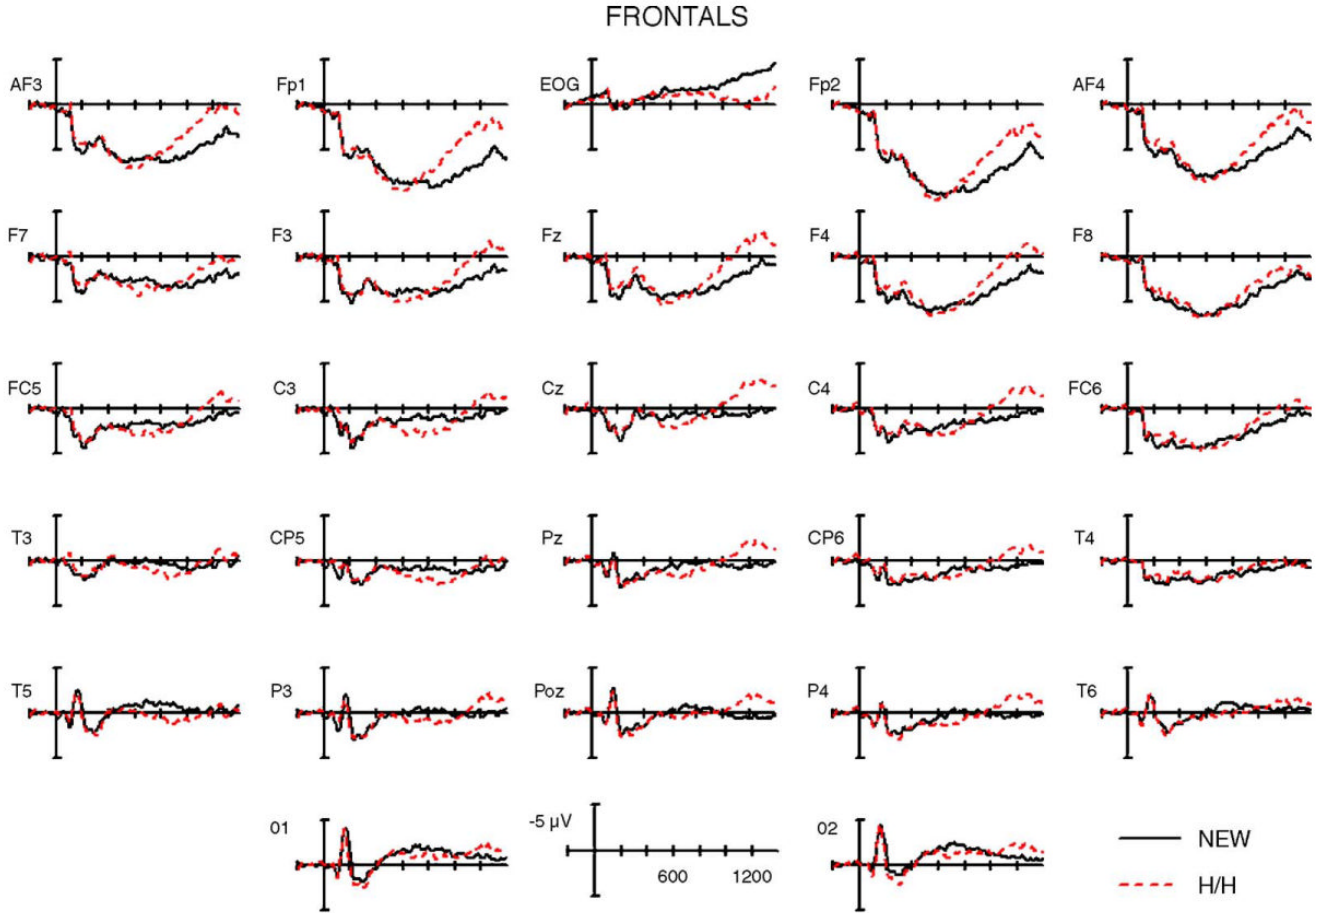 FRONTALS
AF3 Fp1 EOG Fp2 AF4
F7 F3 Fz F4 F8
FC5 C3 Cz C4 FC6
T3 CP5 Pz CP6 T4
T5 P3 Poz P4 T6
01 -5 µV 02
600 1200
NEW
H/H